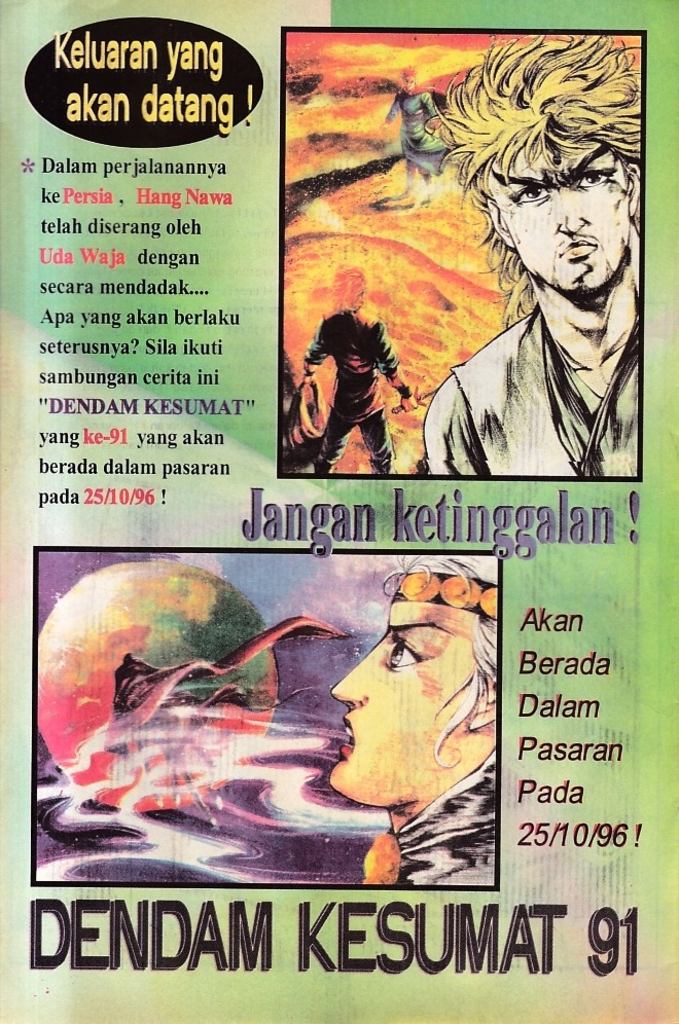 Keluaran yang
akan datang !
* Dalam perjalanannya
ke Persia , Hang Nawa
telah diserang oleh
Uda Waja dengan
secara mendadak....
Apa yang akan berlaku
seterusnya? Sila ikuti
sambungan cerita ini
"DENDAM KESUMAT"
yang ke-91 yang akan
berada dalam pasaran
pada 25/10/96 !
Jangan ketinggalan !
Akan
Berada
Dalam
Pasaran
Pada
25/10/96 !
DENDAM KESUMAT 91